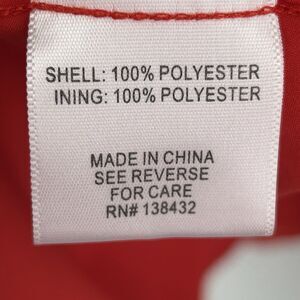 SHELL: 100% POLYESTER
INING: 100% POLYESTER
MADE IN CHINA
SEE REVERSE
FOR CARE
RN# 138432